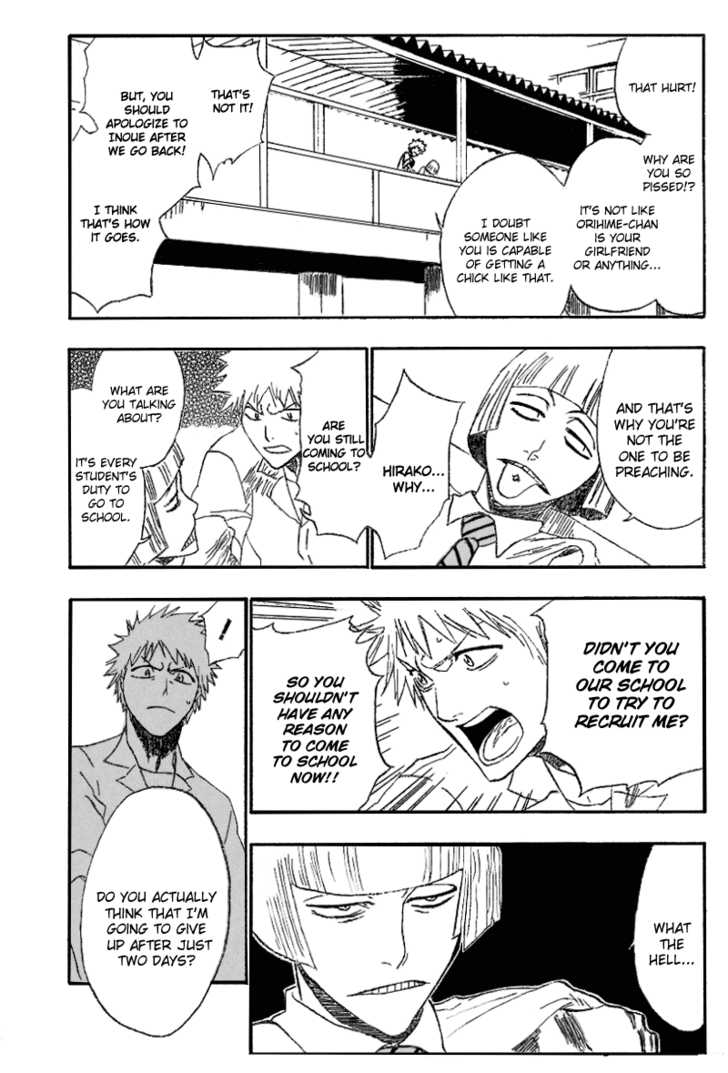 THAT HURT!
WHY ARE
YOU SO
PISSED!?
IT'S NOT LIKE
ORIHIME-CHAN
IS YOUR
GIRLFRIEND
OR ANYTHING...
I DOUBT
SOMEONE LIKE
YOU IS CAPABLE
OF GETTING A
CHICK LIKE THAT.
THAT'S
NOT IT!
BUT, YOU
SHOULD
APOLOGIZE TO
INOUE AFTER
WE GO BACK!
I THINK
THAT'S HOW
IT GOES.
AND THAT'S
WHY YOU'RE
NOT THE
ONE TO BE
PREACHING.
HIRAKO...
WHY...
ARE
YOU STILL
COMING TO
SCHOOL?
WHAT ARE
YOU TALKING
ABOUT?
IT'S EVERY
STUDENT'S
DUTY TO
GO TO
SCHOOL.
DIDN'T YOU
COME TO
OUR SCHOOL
TO TRY TO
RECRUIT ME?
SO YOU
SHOULDN'T
HAVE ANY
REASON
TO COME
TO SCHOOL
NOW!!
!
WHAT
THE
HELL...
DO YOU ACTUALLY
THINK THAT I'M
GOING TO GIVE
UP AFTER JUST
TWO DAYS?